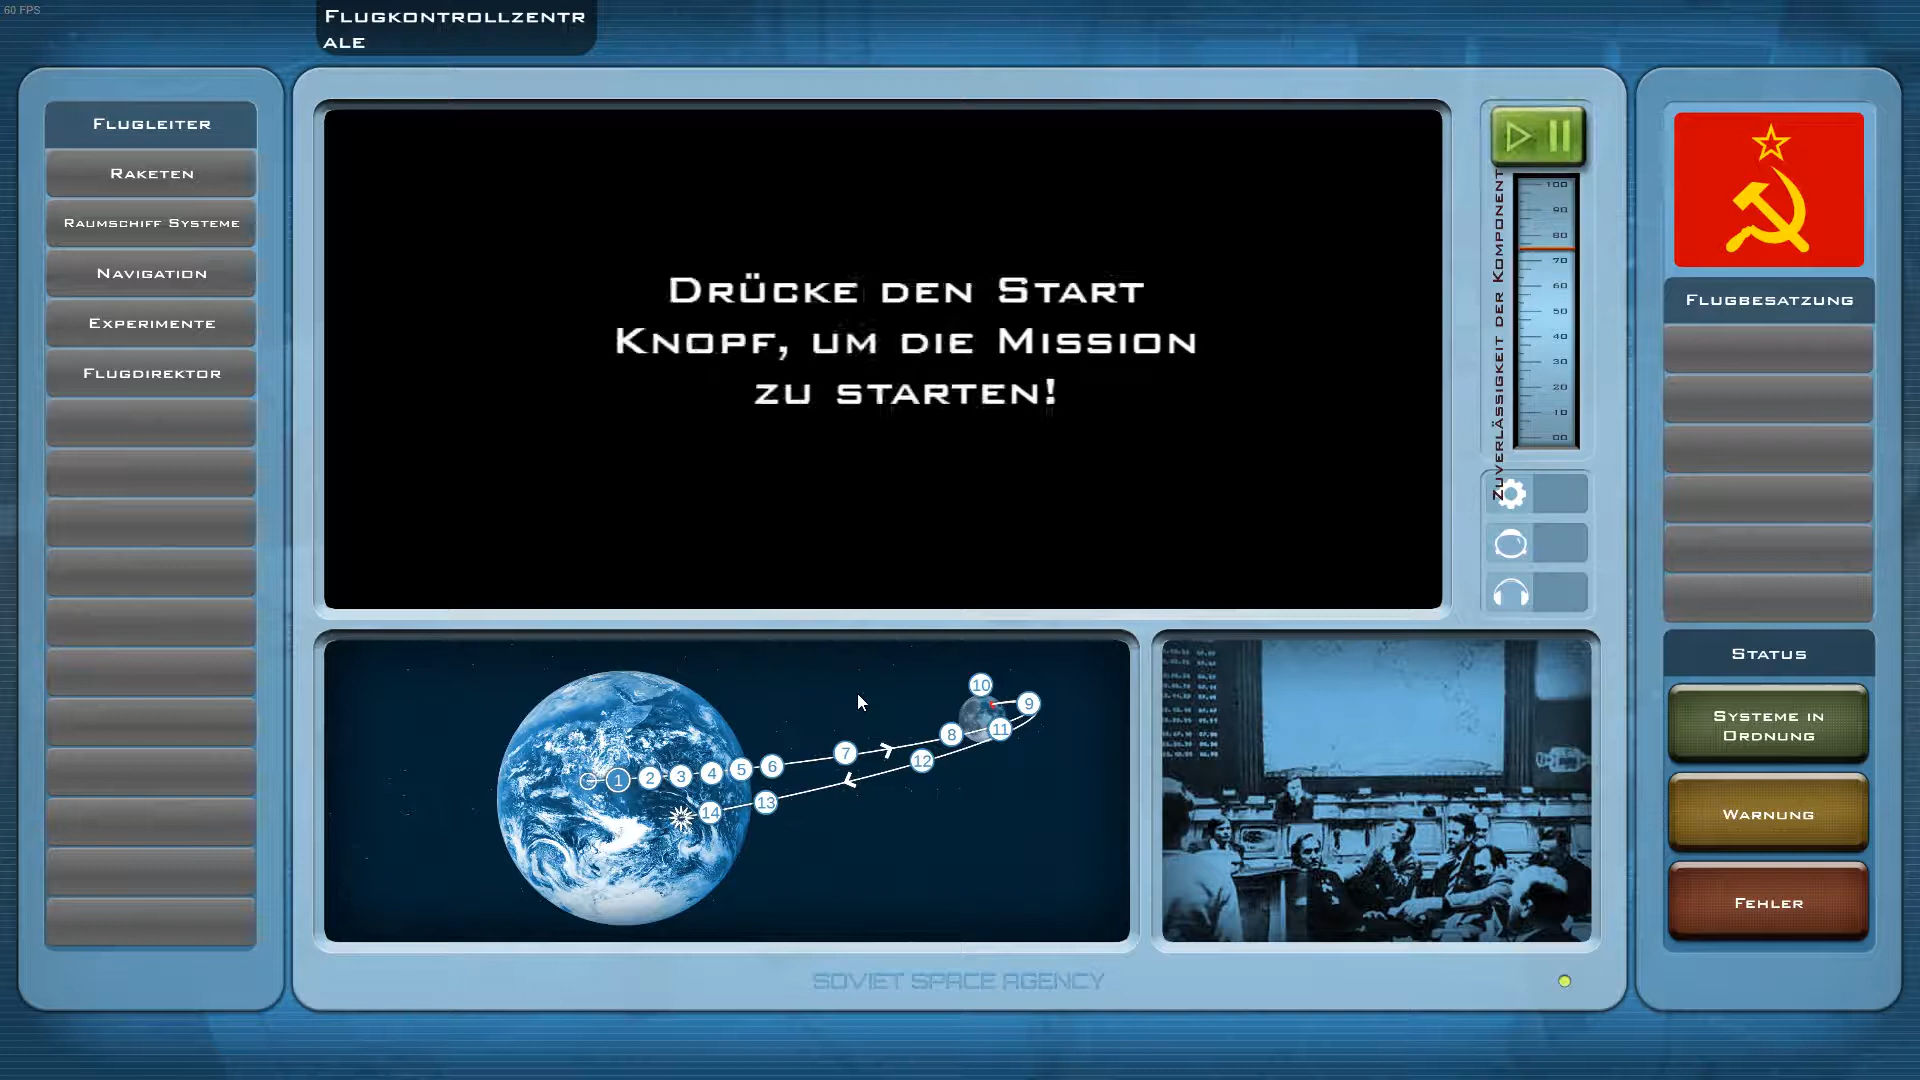 60 FPS
Flugkontrollzentr
ale
Flugleiter
Raketen
Raumschiff Systeme
Navigation
Experimente
Flugdirektor
Drücke den Start
Knopf, um die Mission
zu starten!
Zuverlässigkeit der Komponent
100
90
80
70
60
50
40
30
20
10
00
Flugbesatzung
Status
Systeme in
Ordnung
Warnung
Fehler
10
9
8
11
7
12
1
2
3
4
5
6
14
13
SOVIET SPACE AGENCY